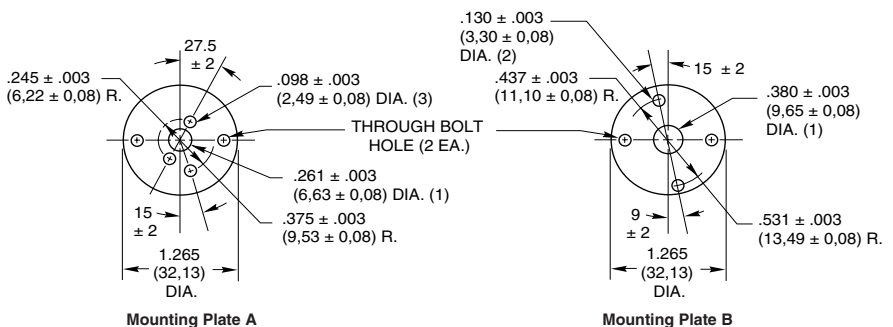 27.5
± 2
.245 ± .003
(6,22 ± 0,08) R.
.098 ± .003
(2,49 ± 0,08) DIA. (3)
THROUGH BOLT
HOLE (2 EA.)
.261 ± .003
(6,63 ± 0,08) DIA. (1)
15
± 2
.375 ± .003
(9,53 ± 0,08) R.
1.265
(32,13)
DIA.
Mounting Plate A
.130 ± .003
(3,30 ± 0,08)
DIA. (2)
15 ± 2
.437 ± .003
(11,10 ± 0,08) R.
.380 ± .003
(9,65 ± 0,08)
DIA. (1)
9
± 2
.531 ± .003
(13,49 ± 0,08) R.
1.265
(32,13)
DIA.
Mounting Plate B